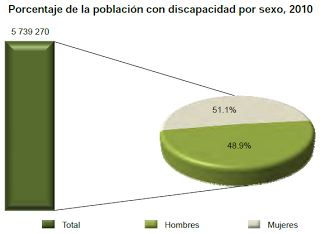 Porcentaje de la población con discapacidad por sexo, 2010
5 739 270
51.1%
48.9%
Total
Hombres
Mujeres